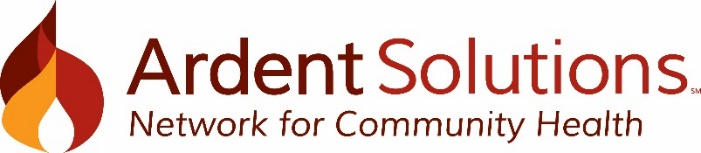 Ardent Solutions℠
Network for Community Health